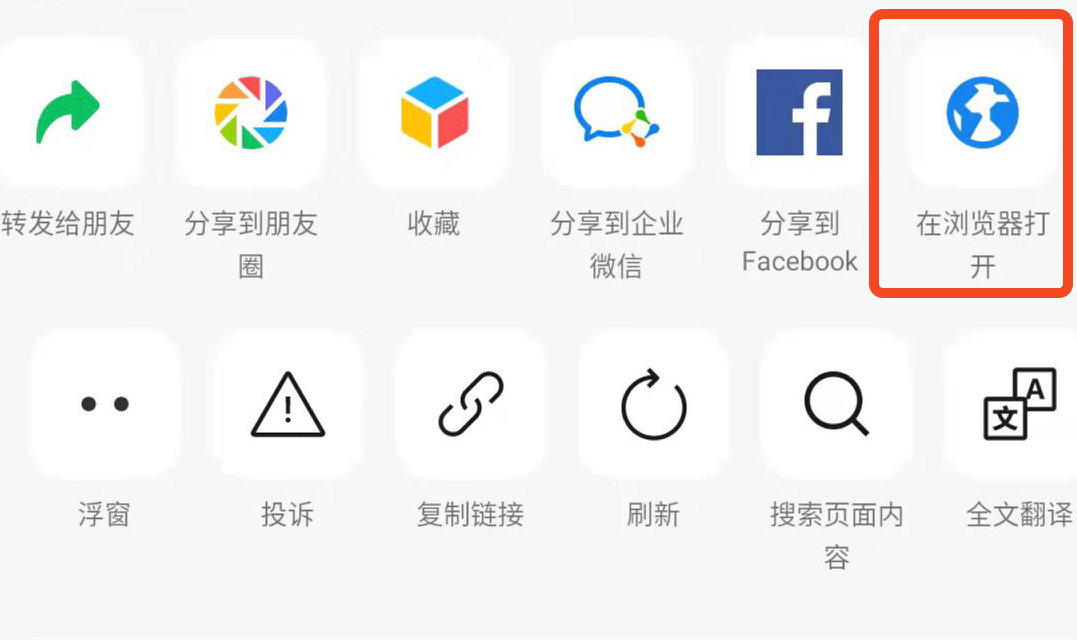 转发给朋友
分享到朋友
圈
收藏
分享到企业
微信
分享到
Facebook
在浏览器打
开
浮窗
投诉
复制链接
刷新
搜索页面内
容
A
文
全文翻译